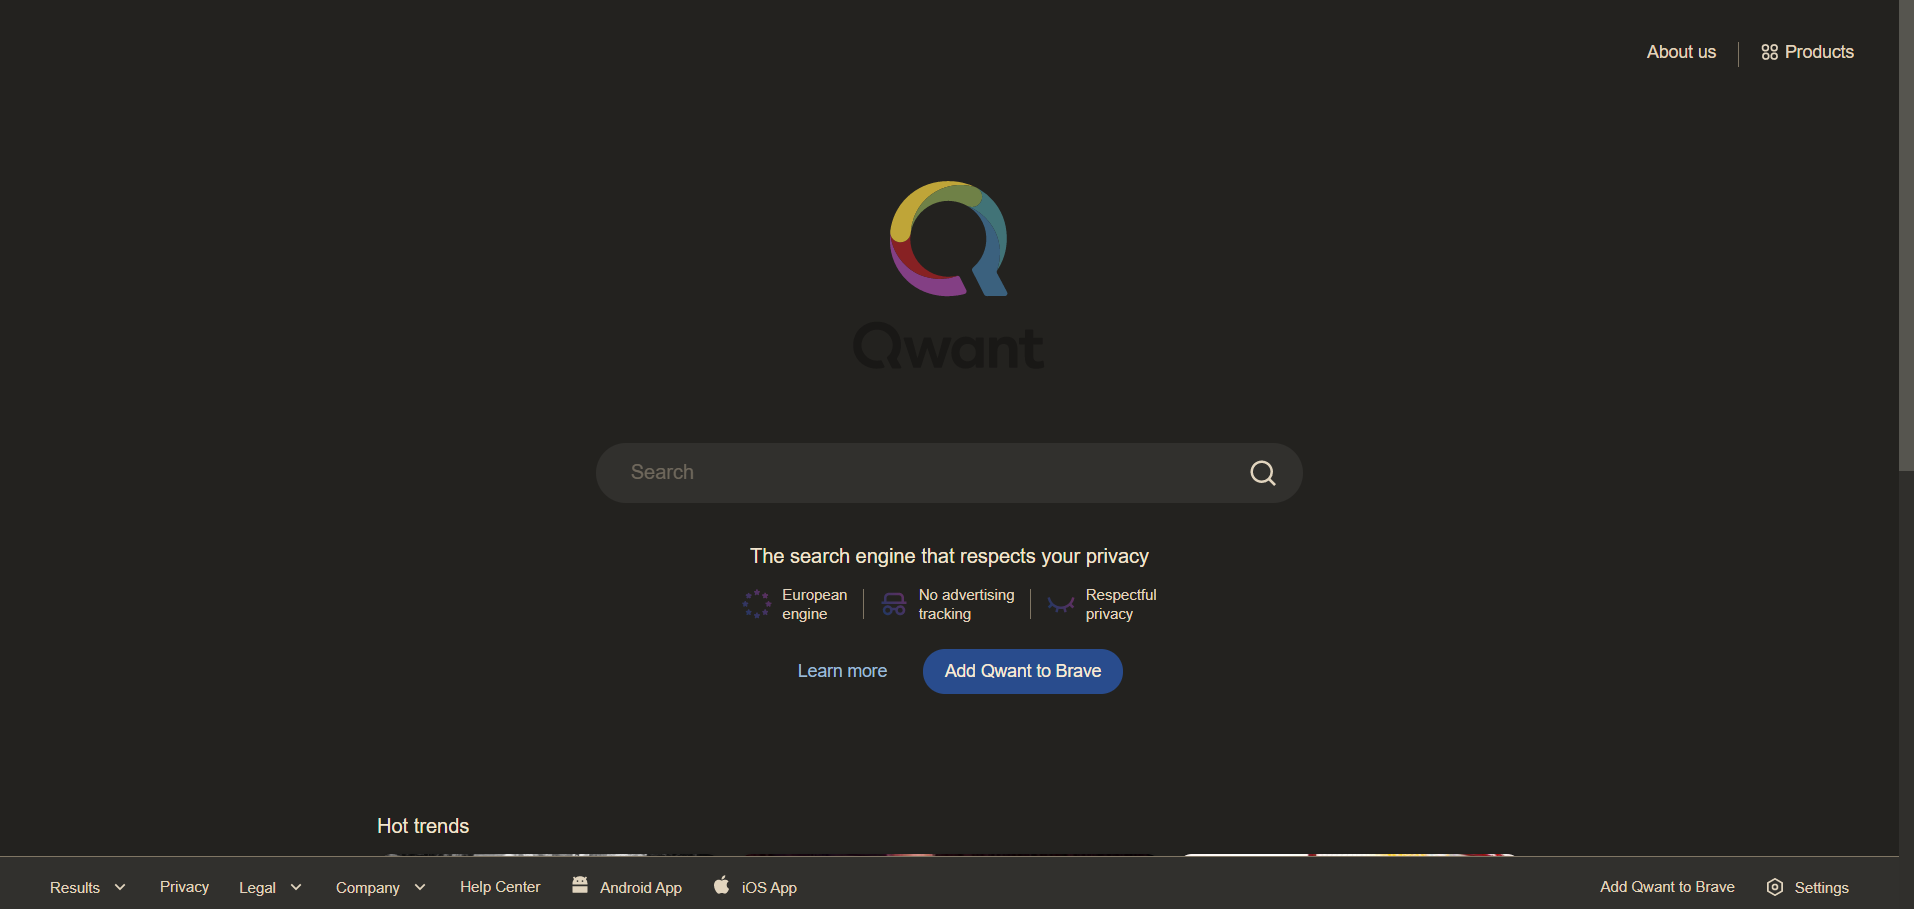 About us
Products
Qwant
Search
The search engine that respects your privacy
European
engine
No advertising
tracking
Respectful
privacy
Learn more
Add Qwant to Brave
Hot trends
Results
Privacy
Legal
Company
Help Center
Android App
iOS App
Add Qwant to Brave
Settings